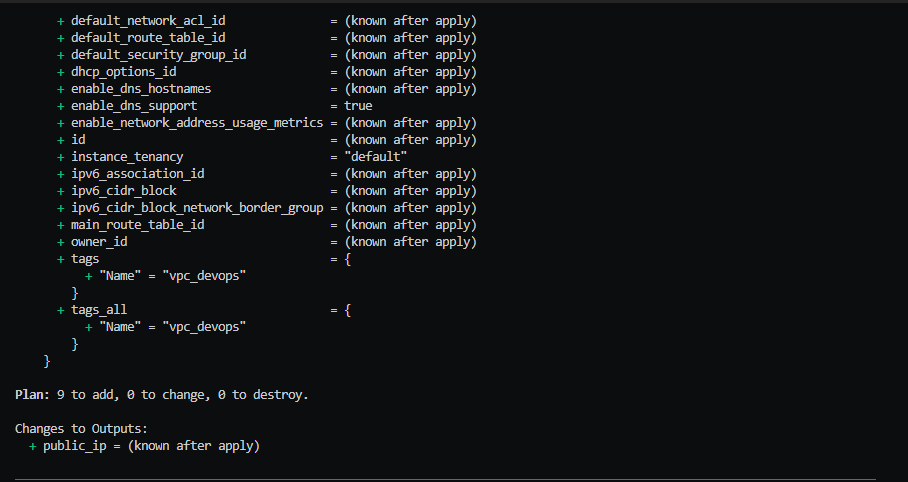 + default_network_acl_id = (known after apply)
+ default_route_table_id = (known after apply)
+ default_security_group_id = (known after apply)
+ dhcp_options_id = (known after apply)
+ enable_dns_hostnames = (known after apply)
+ enable_dns_support = true
+ enable_network_address_usage_metrics = (known after apply)
+ id = (known after apply)
+ instance_tenancy = "default"
+ ipv6_association_id = (known after apply)
+ ipv6_cidr_block = (known after apply)
+ ipv6_cidr_block_network_border_group = (known after apply)
+ main_route_table_id = (known after apply)
+ owner_id = (known after apply)
+ tags = {
+ "Name" = "vpc_devops"
}
+ tags_all = {
+ "Name" = "vpc_devops"
}
}
Plan: 9 to add, 0 to change, 0 to destroy.
Changes to Outputs:
+ public_ip = (known after apply)